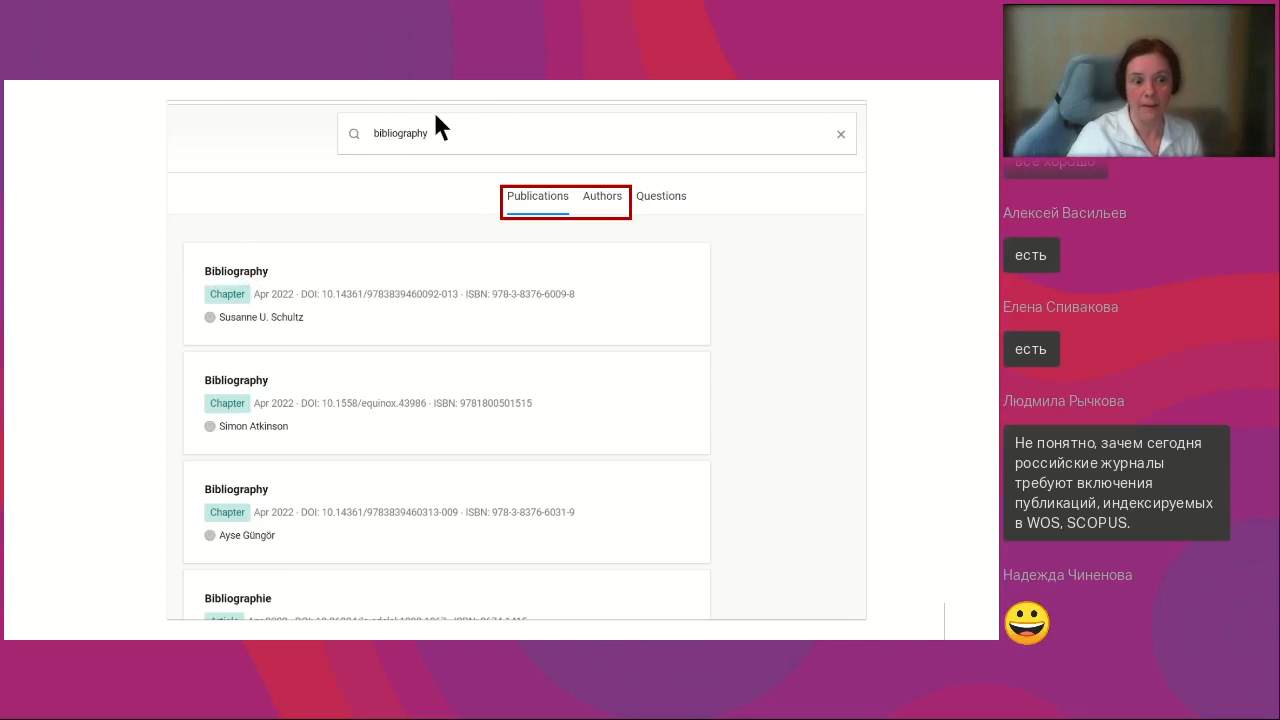 bibliography
Publications Authors Questions
Bibliography
Chapter Apr 2022 · DOI: 10.14361/9783839460092-013 · ISBN: 978-3-8376-6009-8
Susanne U. Schultz
Bibliography
Chapter Apr 2022 · DOI: 10.1558/equinox.43986 · ISBN: 9781800501515
Simon Atkinson
Bibliography
Chapter Apr 2022 · DOI: 10.14361/9783839460313-009 · ISBN: 978-3-8376-6031-9
Ayse Güngör
Bibliographie
все хорошо
Алексей Васильев
есть
Елена Спивакова
есть
Людмила Рычкова
Не понятно, зачем сегодня
российские журналы
требуют включения
публикаций, индексируемых
в WOS, SCOPUS.
Надежда Чиненова